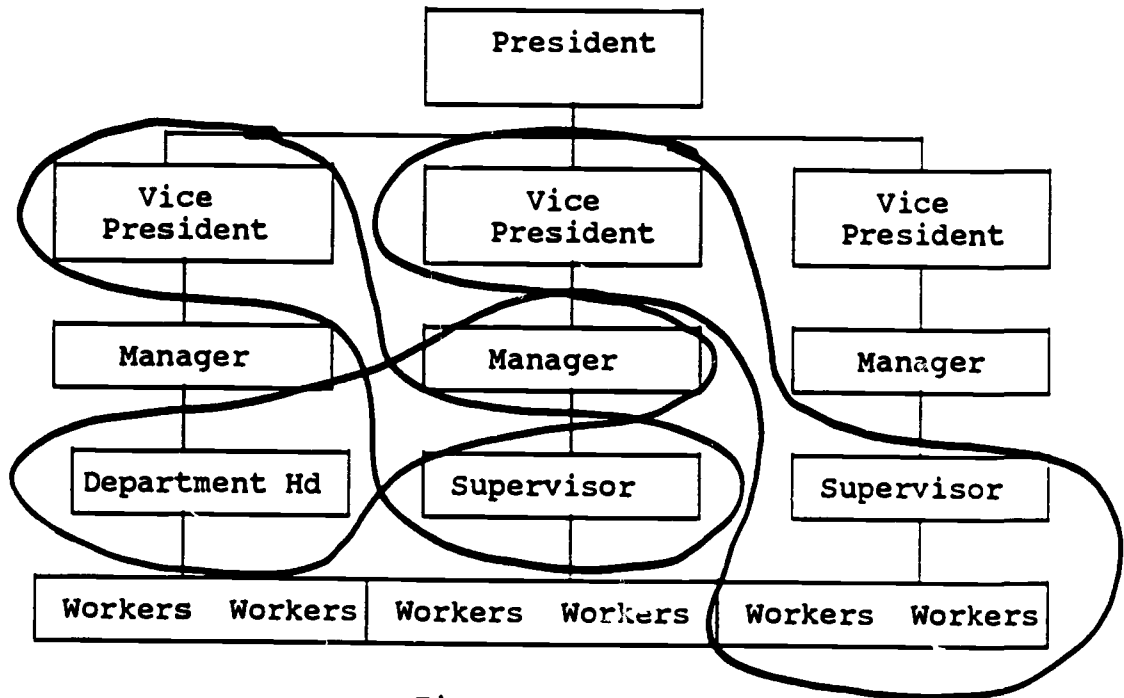 President
Vice President
Vice President
Vice President
Manager
Manager
Manager
Department Hd
Supervisor
Supervisor
Workers Workers Workers Workers Workers Workers